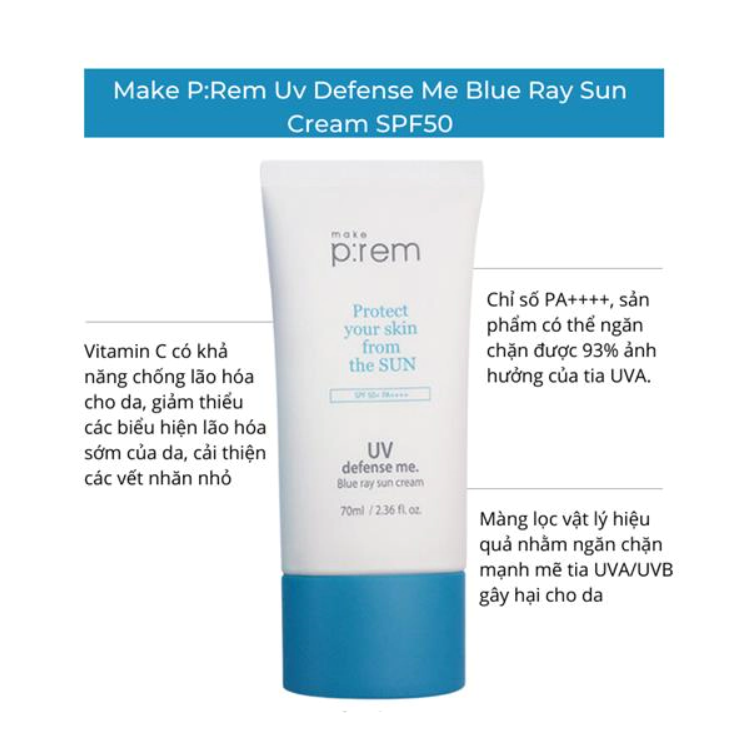 Make P:Rem Uv Defense Me Blue Ray Sun
Cream SPF50
make
p:rem
Protect
your skin
from
the SUN
SPF 50+ PA++++
UV
defense me.
Blue ray sun cream
70ml / 2.36 fl. oz.
Vitamin C có khả
năng chống lão hóa
cho da, giảm thiểu
các biểu hiện lão hóa
sớm của da, cải thiện
các vết nhăn nhỏ
Chỉ số PA++++, sản
phẩm có thể ngăn
chặn được 93% ảnh
hưởng của tia UVA.
Màng lọc vật lý hiệu
quả nhằm ngăn chặn
mạnh mẽ tia UVA/UVB
gây hại cho da